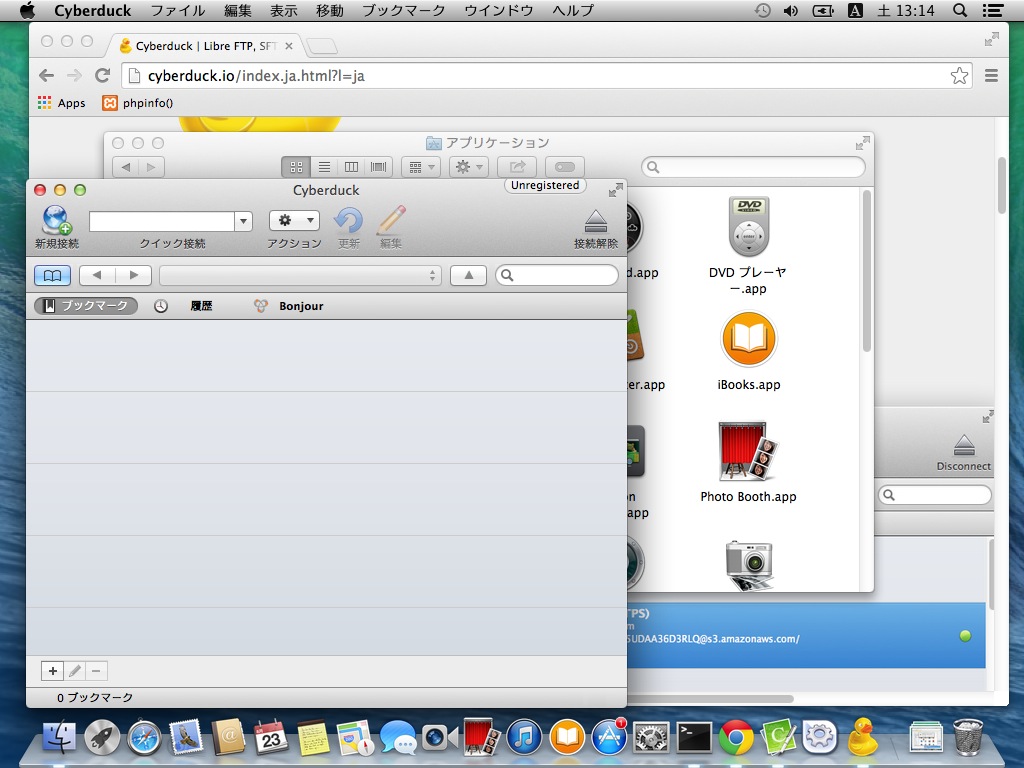 Cyberduck ファイル 編集 表示 移動 ブックマーク ウインドウ ヘルプ A 土 13:14
Cyberduck | Libre FTP, SFT
cyberduck.io/index.ja.html?l=ja
Apps phpinfo()
アプリケーション
Cyberduck
Unregistered
新規接続 クイック接続 アクション 更新 編集 接続解除
ブックマーク 履歴 Bonjour
d.app
DVD プレーヤ
ー.app
er.app
iBooks.app
Photo Booth.app
app
Disconnect
TPS)
5UDAA36D3RLQ@s3.amazonaws.com/
0 ブックマーク
23
1